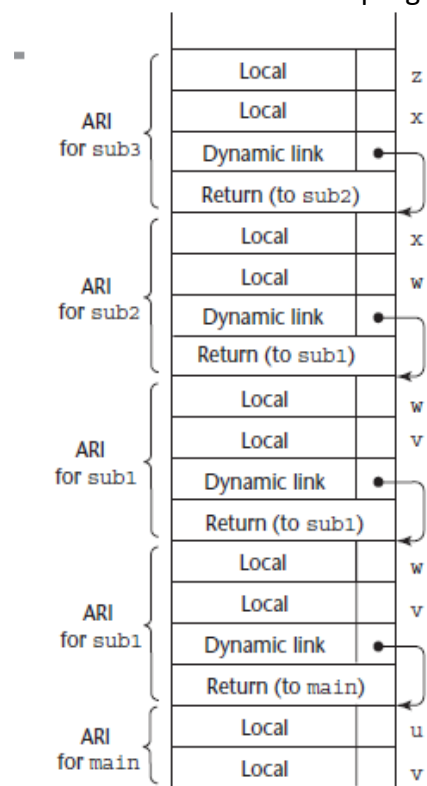 prog
Local z
Local x
ARI for sub3
Dynamic link
Return (to sub2)
Local x
Local w
ARI for sub2
Dynamic link
Return (to sub1)
Local w
Local v
ARI for sub1
Dynamic link
Return (to sub1)
Local w
Local v
ARI for sub1
Dynamic link
Return (to main)
Local u
ARI for main
Local v